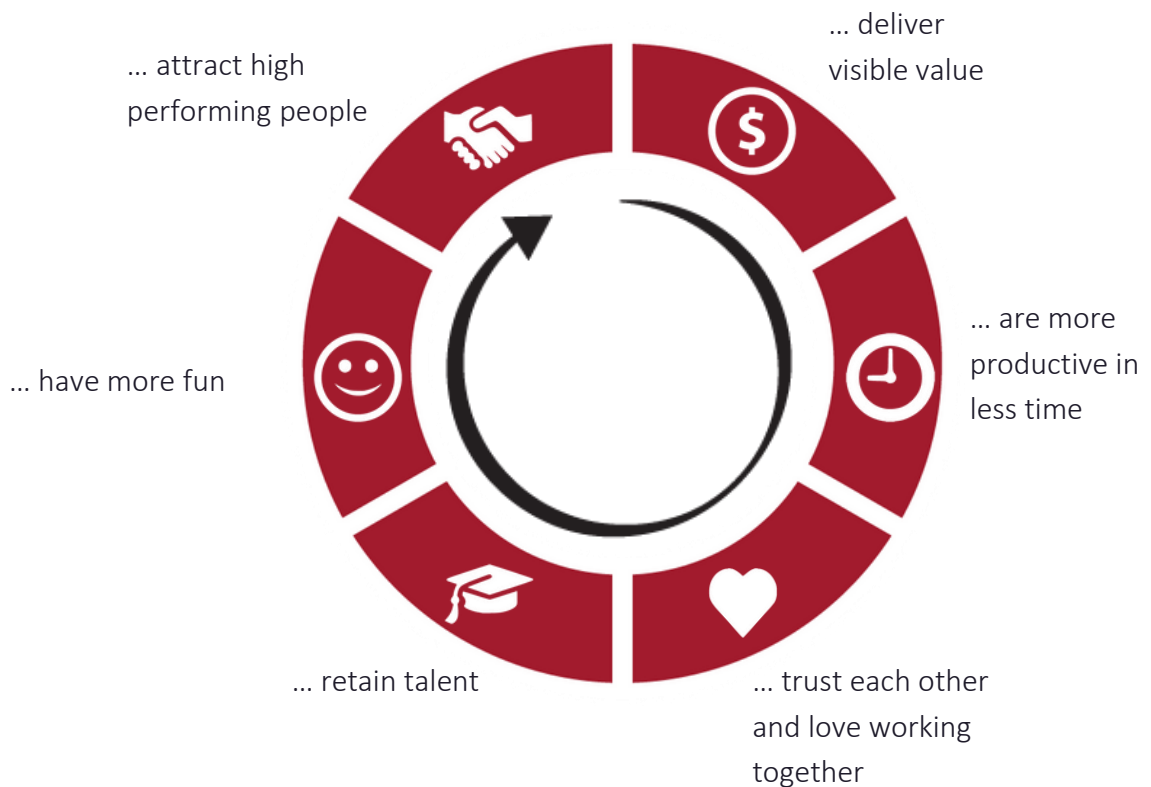 ... deliver
visible value
... are more
productive in
less time
... trust each other
and love working
together
... retain talent
... have more fun
... attract high
performing people
$